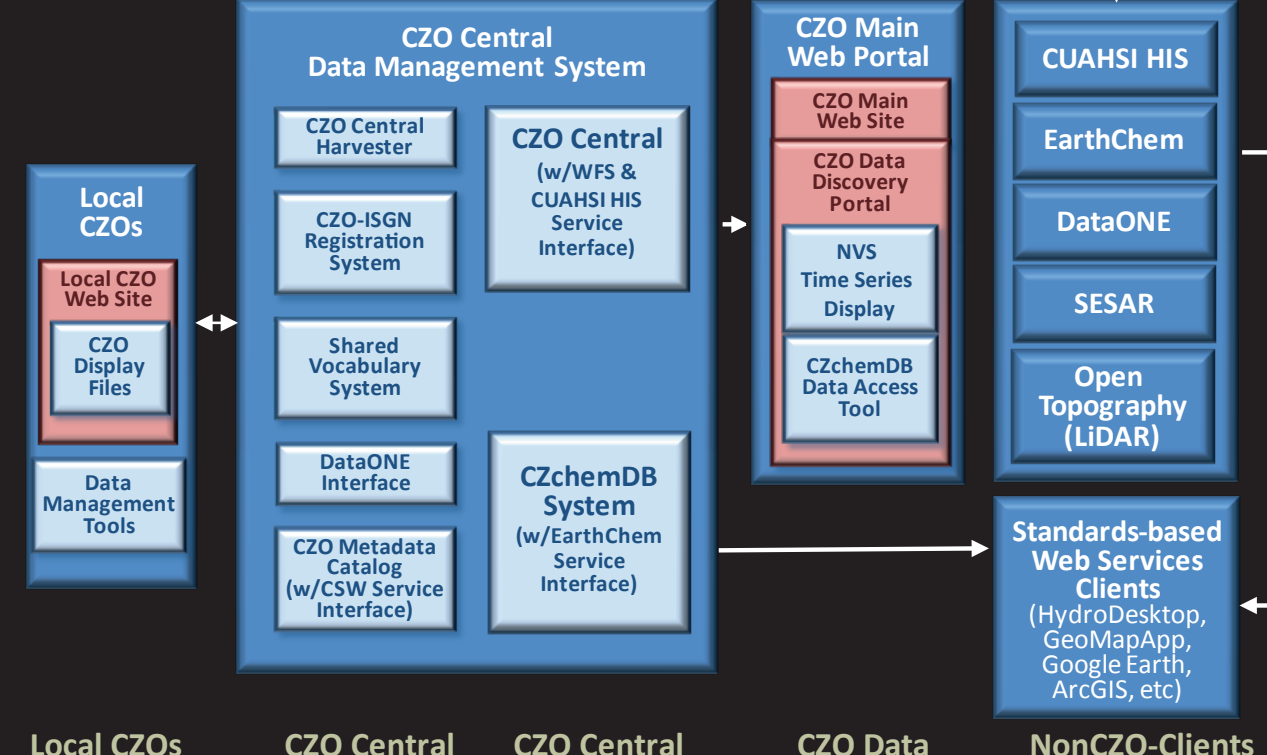 Local
CZOs
Local CZO
Web Site
CZO
Display
Files
Data
Management
Tools
CZO Central
Data Management System
CZO Central
Harvester
CZO-ISGN
Registration
System
Shared
Vocabulary
System
DataONE
Interface
CZO Metadata
Catalog
(w/CSW Service
Interface)
CZO Central
(w/WFS &
CUAHSI HIS
Service
Interface)
CZchemDB
System
(w/EarthChem
Service
Interface)
CZO Main
Web Portal
CZO Main
Web Site
CZO Data
Discovery
Portal
NVS
Time Series
Display
CZchemDB
Data Access
Tool
CUAHSI HIS
EarthChem
DataONE
SESAR
Open
Topography
(LiDAR)
Standards-based
Web Services
Clients
(HydroDesktop,
GeoMapApp,
Google Earth,
ArcGIS, etc)
Local CZOs
CZO Central
CZO Central
CZO Data
NonCZO-Clients